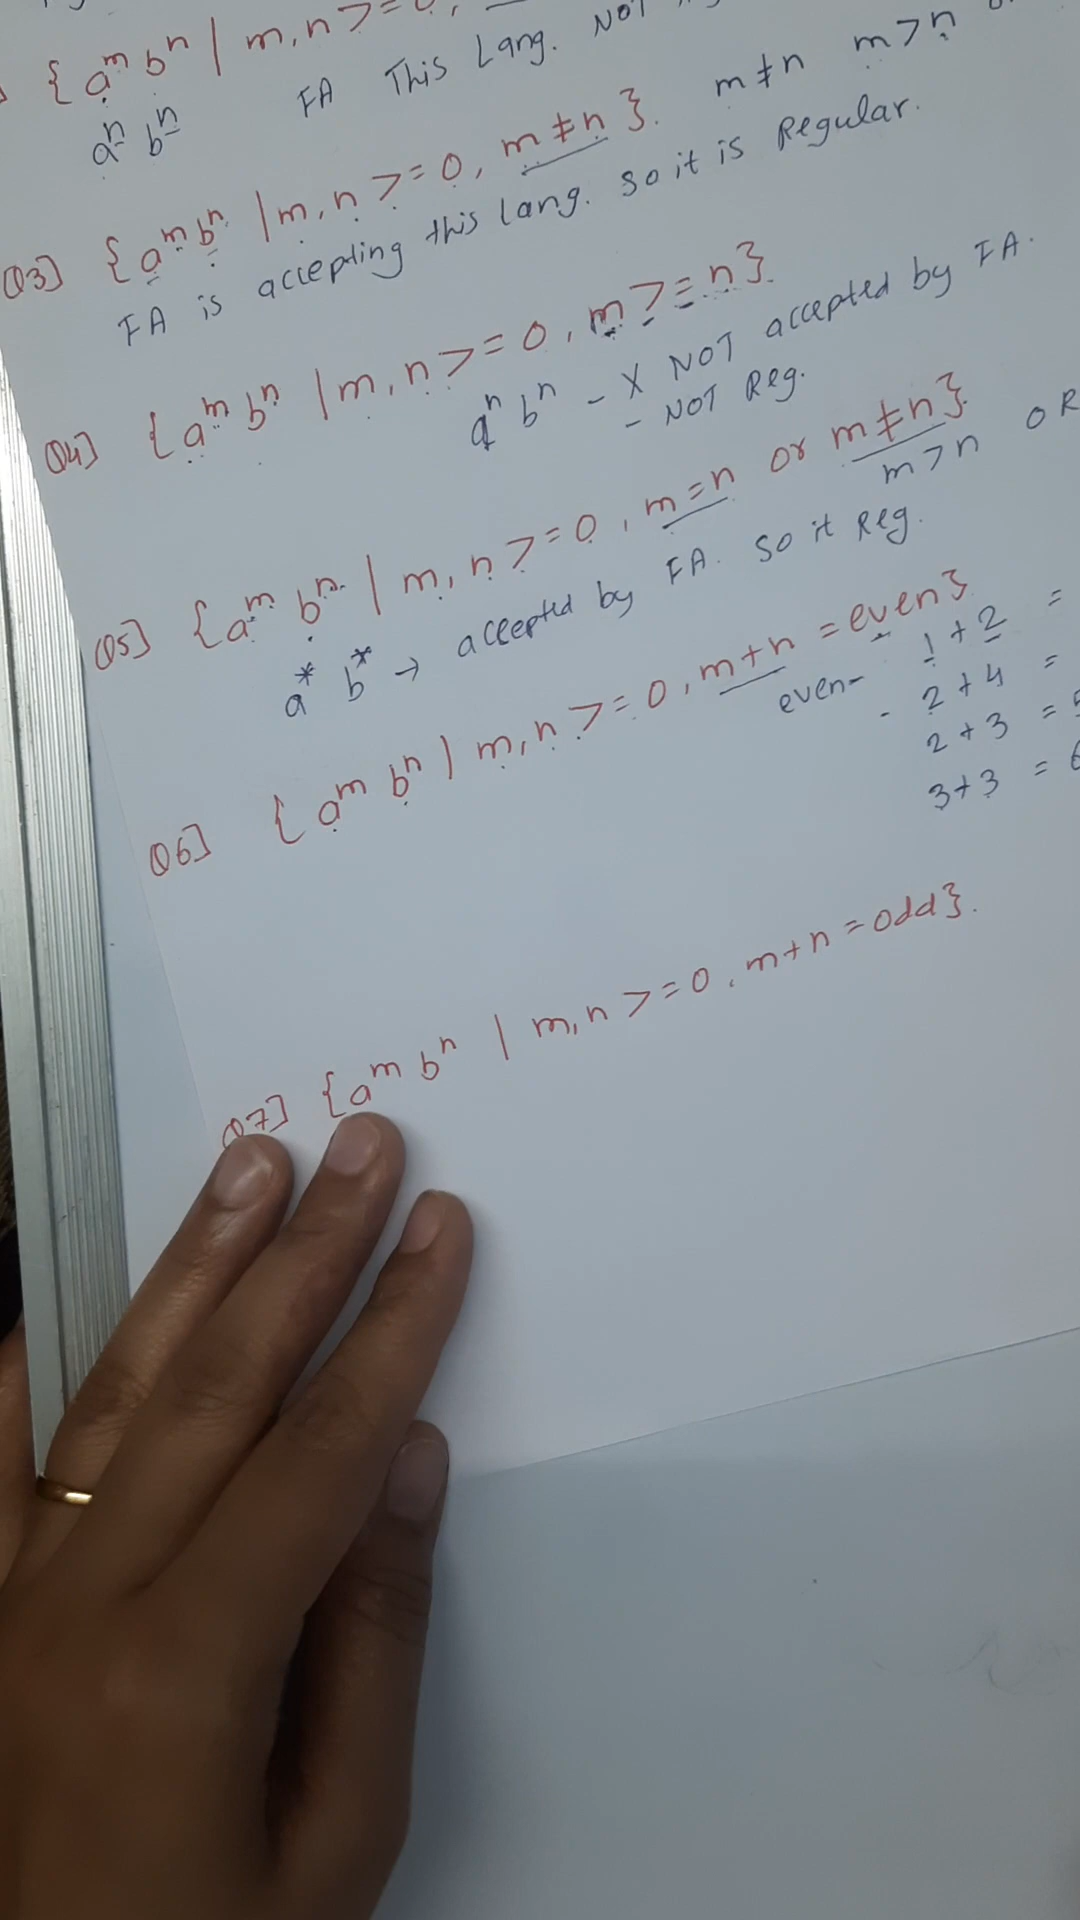 { a^m b^n | m, n >= 0,
a^n b^n FA This Lang. NOT
Q3] { a^m b^n | m, n >= 0, m ≠ n }. m ≠ n m > n
FA is accepting this lang. so it is Regular.
Q4] { a^m b^n | m, n >= 0, m >= n }.
a^n b^n - X NOT accepted by FA.
- NOT Reg.
Q5] { a^m b^n | m, n >= 0, m = n or m ≠ n }.
m > n OR
a* b* → accepted by FA. so it Reg.
Q6] { a^m b^n | m, n >= 0, m + n = even }
even - 1 + 2 =
- 2 + 4 =
2 + 3 = 5
3 + 3 = 6
Q7] { a^m b^n | m, n >= 0, m + n = odd }.